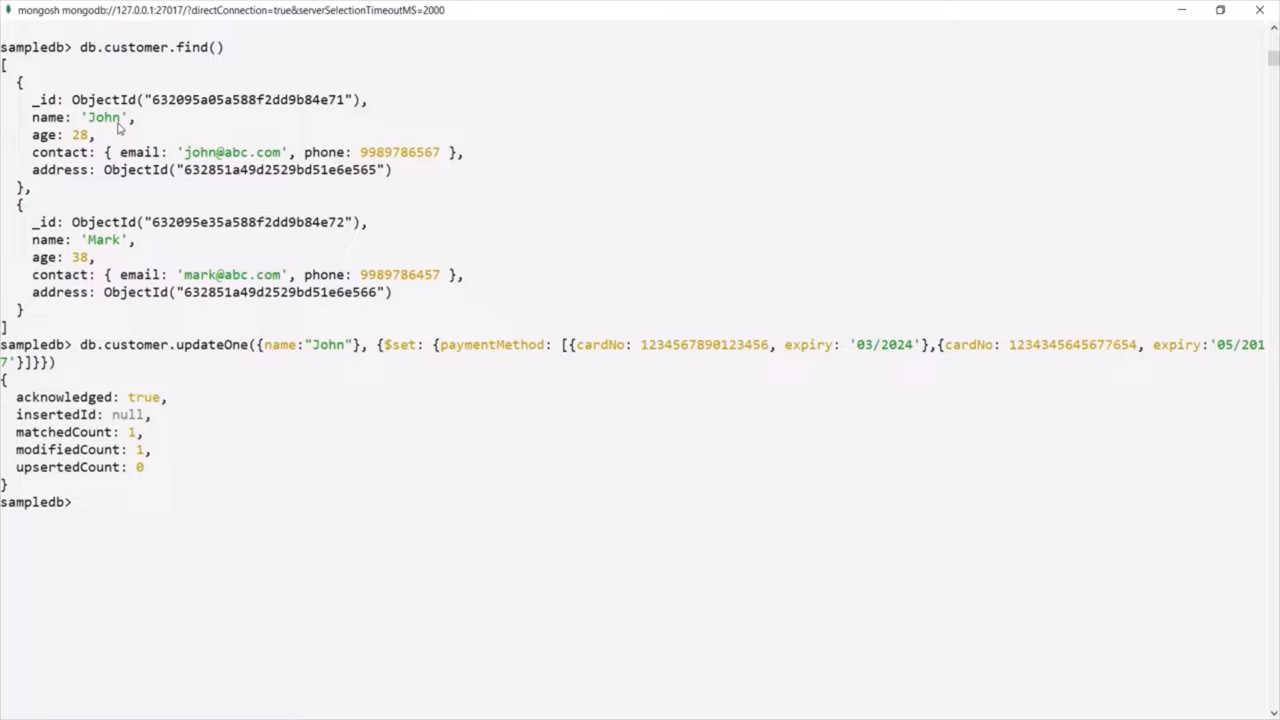 mongosh mongodb://127.0.0.1:27017/?directConnection=true&serverSelectionTimeoutMS=2000
sampledb> db.customer.find()
[
  {
    _id: ObjectId("632095a05a588f2dd9b84e71"),
    name: 'John',
    age: 28,
    contact: { email: 'john@abc.com', phone: 9989786567 },
    address: ObjectId("632851a49d2529bd51e6e565")
  },
  {
    _id: ObjectId("632095e35a588f2dd9b84e72"),
    name: 'Mark',
    age: 38,
    contact: { email: 'mark@abc.com', phone: 9989786457 },
    address: ObjectId("632851a49d2529bd51e6e566")
  }
]
sampledb> db.customer.updateOne({name:"John"}, {$set: {paymentMethod: [{cardNo: 1234567890123456, expiry: '03/2024'},{cardNo: 1234345645677654, expiry:'05/201
7'}]}})
{
  acknowledged: true,
  insertedId: null,
  matchedCount: 1,
  modifiedCount: 1,
  upsertedCount: 0
}
sampledb>